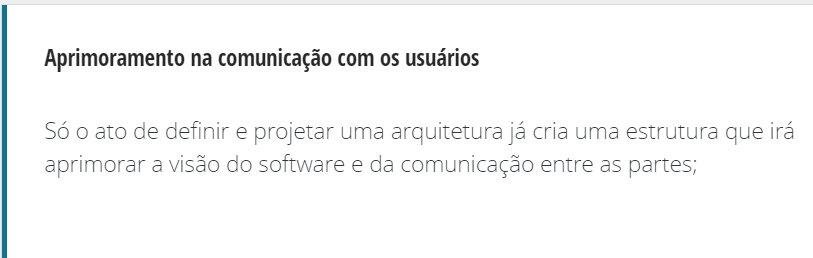 Aprimoramento na comunicação com os usuários
Só o ato de definir e projetar uma arquitetura já cria uma estrutura que irá
aprimorar a visão do software e da comunicação entre as partes;